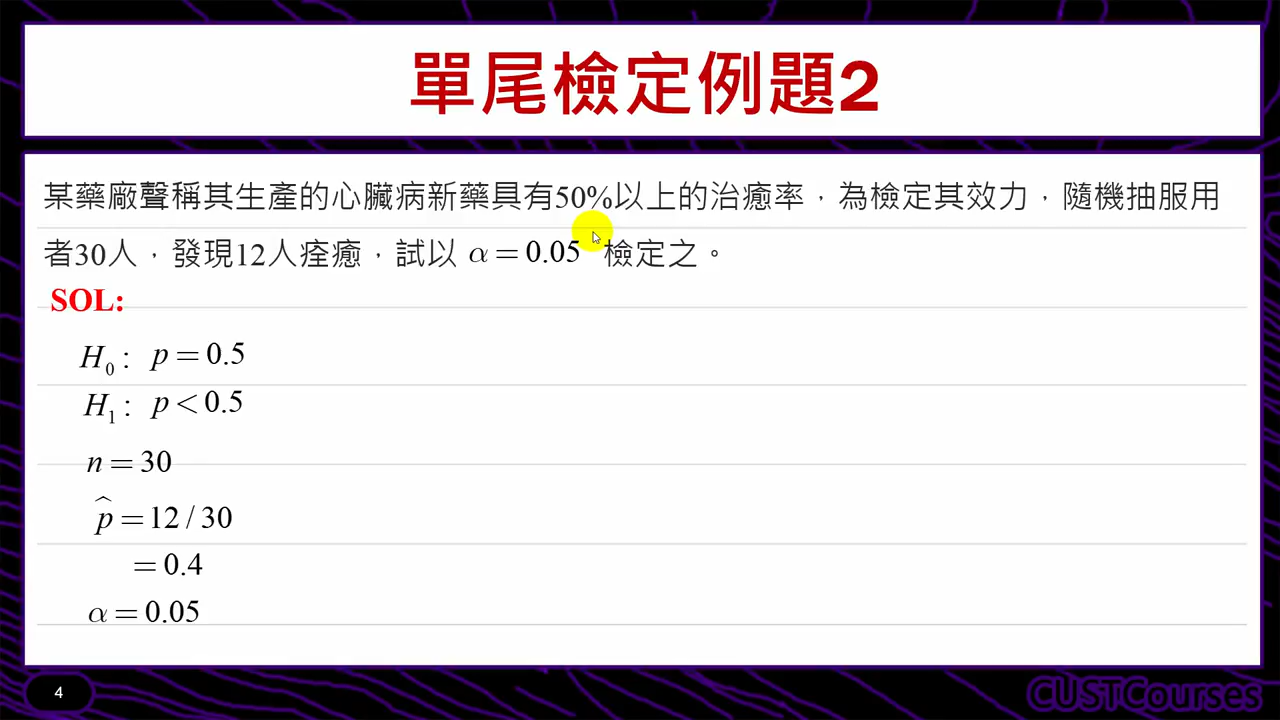 單尾檢定例題2
某藥廠聲稱其生產的心臟病新藥具有50%以上的治癒率，為檢定其效力，隨機抽服用
者30人，發現12人痊癒，試以 α = 0.05 檢定之。
SOL:
H₀ : p = 0.5
H₁ : p < 0.5
n = 30
p̂ = 12 / 30
= 0.4
α = 0.05
4
CUSTCourses